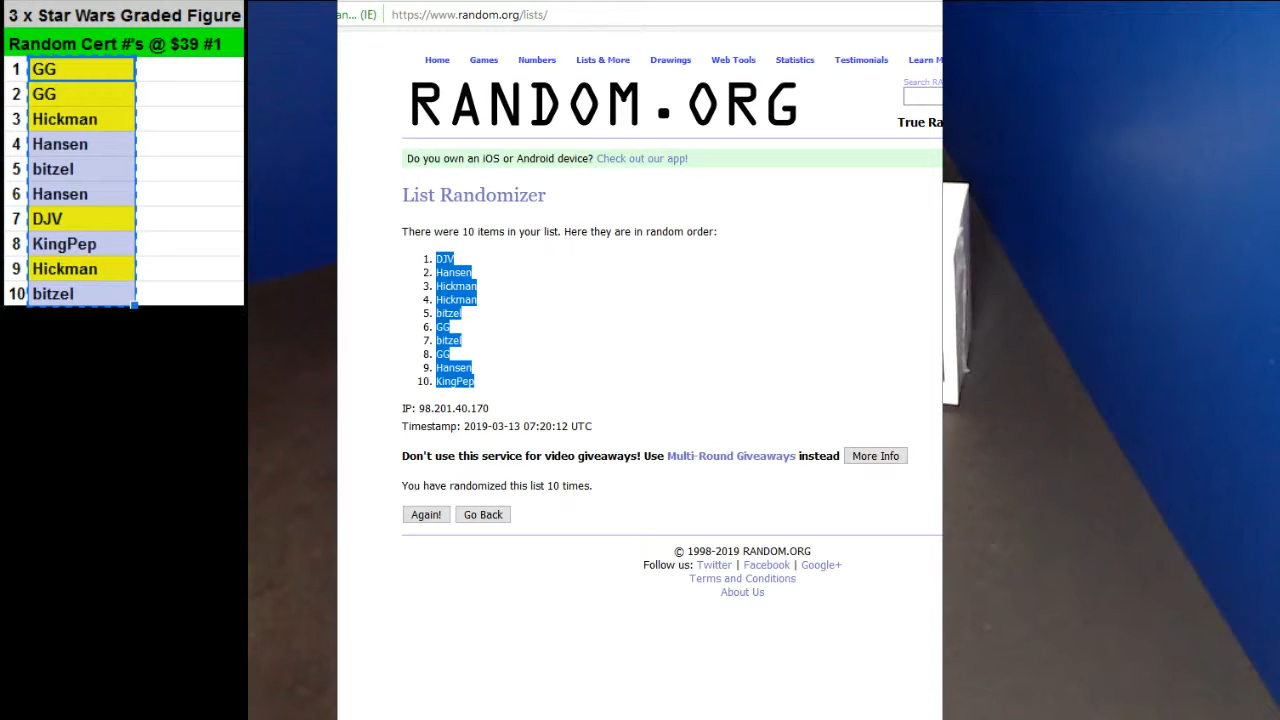 3 x Star Wars Graded Figure
Random Cert #'s @ $39 #1
1 GG
2 GG
3 Hickman
4 Hansen
5 bitzel
6 Hansen
7 DJV
8 KingPep
9 Hickman
10 bitzel
an... (IE) https://www.random.org/lists/
Home Games Numbers Lists & More Drawings Web Tools Statistics Testimonials Learn M
Search RA
RANDOM.ORG
True Ra
Do you own an iOS or Android device? Check out our app!
List Randomizer
There were 10 items in your list. Here they are in random order:
1. DJV
2. Hansen
3. Hickman
4. Hickman
5. bitzel
6. GG
7. bitzel
8. GG
9. Hansen
10. KingPep
IP: 98.201.40.170
Timestamp: 2019-03-13 07:20:12 UTC
Don't use this service for video giveaways! Use Multi-Round Giveaways instead More Info
You have randomized this list 10 times.
Again! Go Back
© 1998-2019 RANDOM.ORG
Follow us: Twitter | Facebook | Google+
Terms and Conditions
About Us